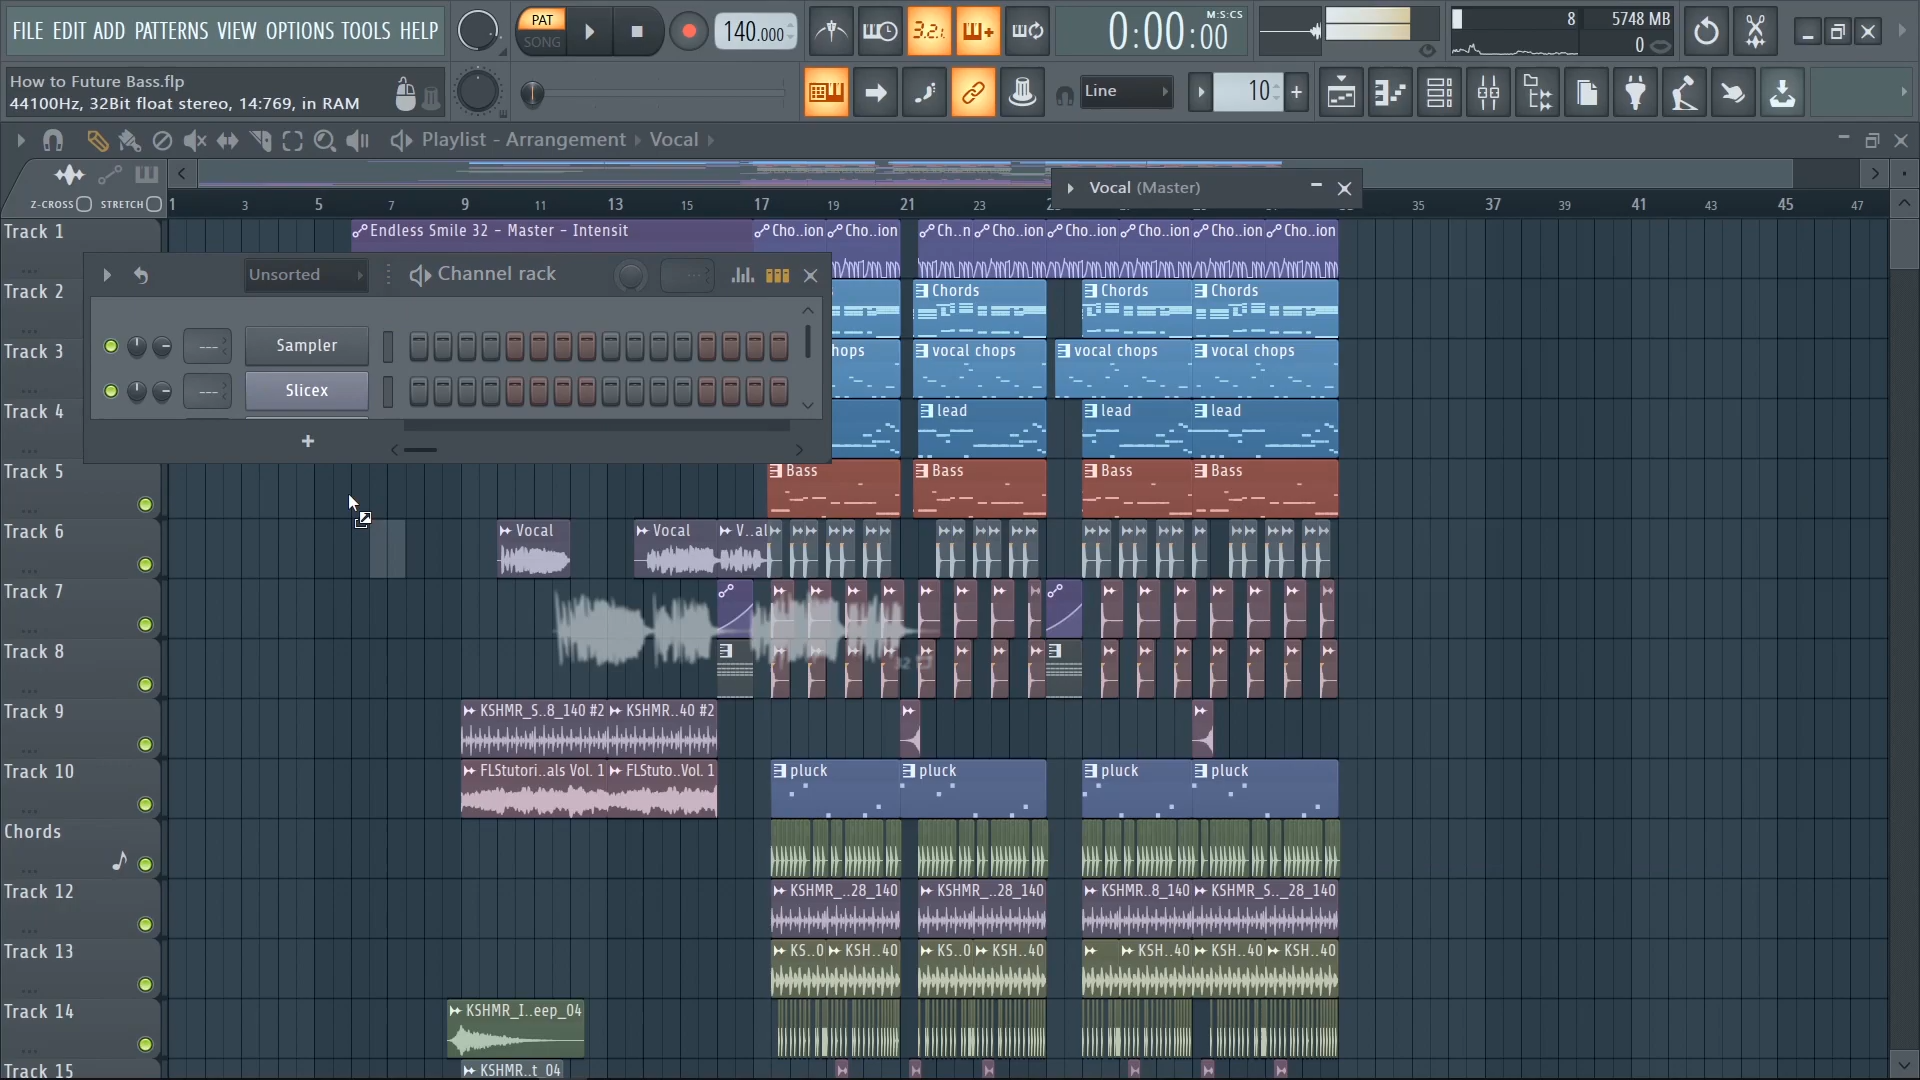 FILE EDIT ADD PATTERNS VIEW OPTIONS TOOLS HELP
PAT
SONG
140.000
3.2.1
0:00:00
M:S:CS
8
5748 MB
0
How to Future Bass.flp
44100Hz, 32Bit float stereo, 14:769, in RAM
Line
10
Playlist - Arrangement Vocal
Z-CROSS STRETCH
Vocal (Master)
1 3 5 7 9 11 13 15 17 19 21 23 35 37 39 41 43 45 47
Track 1
Endless Smile 32 - Master - Intensit
Cho..ion Cho..ion Ch..n Cho..ion Cho..ion Cho..ion Cho..ion Cho..ion
Unsorted
Channel rack
Track 2
Chords Chords Chords
Sampler
Track 3
hops vocal chops vocal chops vocal chops
Slicex
Track 4
lead lead lead
Track 5
Bass Bass Bass Bass
Track 6
Vocal Vocal V..al
Track 7
Track 8
Track 9
KSHMR_S..8_140 #2 KSHMR..40 #2
Track 10
FLStutori..als Vol. 1 FLStuto..Vol. 1
pluck pluck pluck pluck
Chords
Track 12
KSHMR_..28_140 KSHMR_..28_140 KSHMR..8_140 KSHMR_S.._28_140
Track 13
KS..0 KSH..40 KS..0 KSH..40 KSH..40 KSH..40 KSH..40
Track 14
KSHMR_I..eep_04
Track 15
KSHMR..t_04